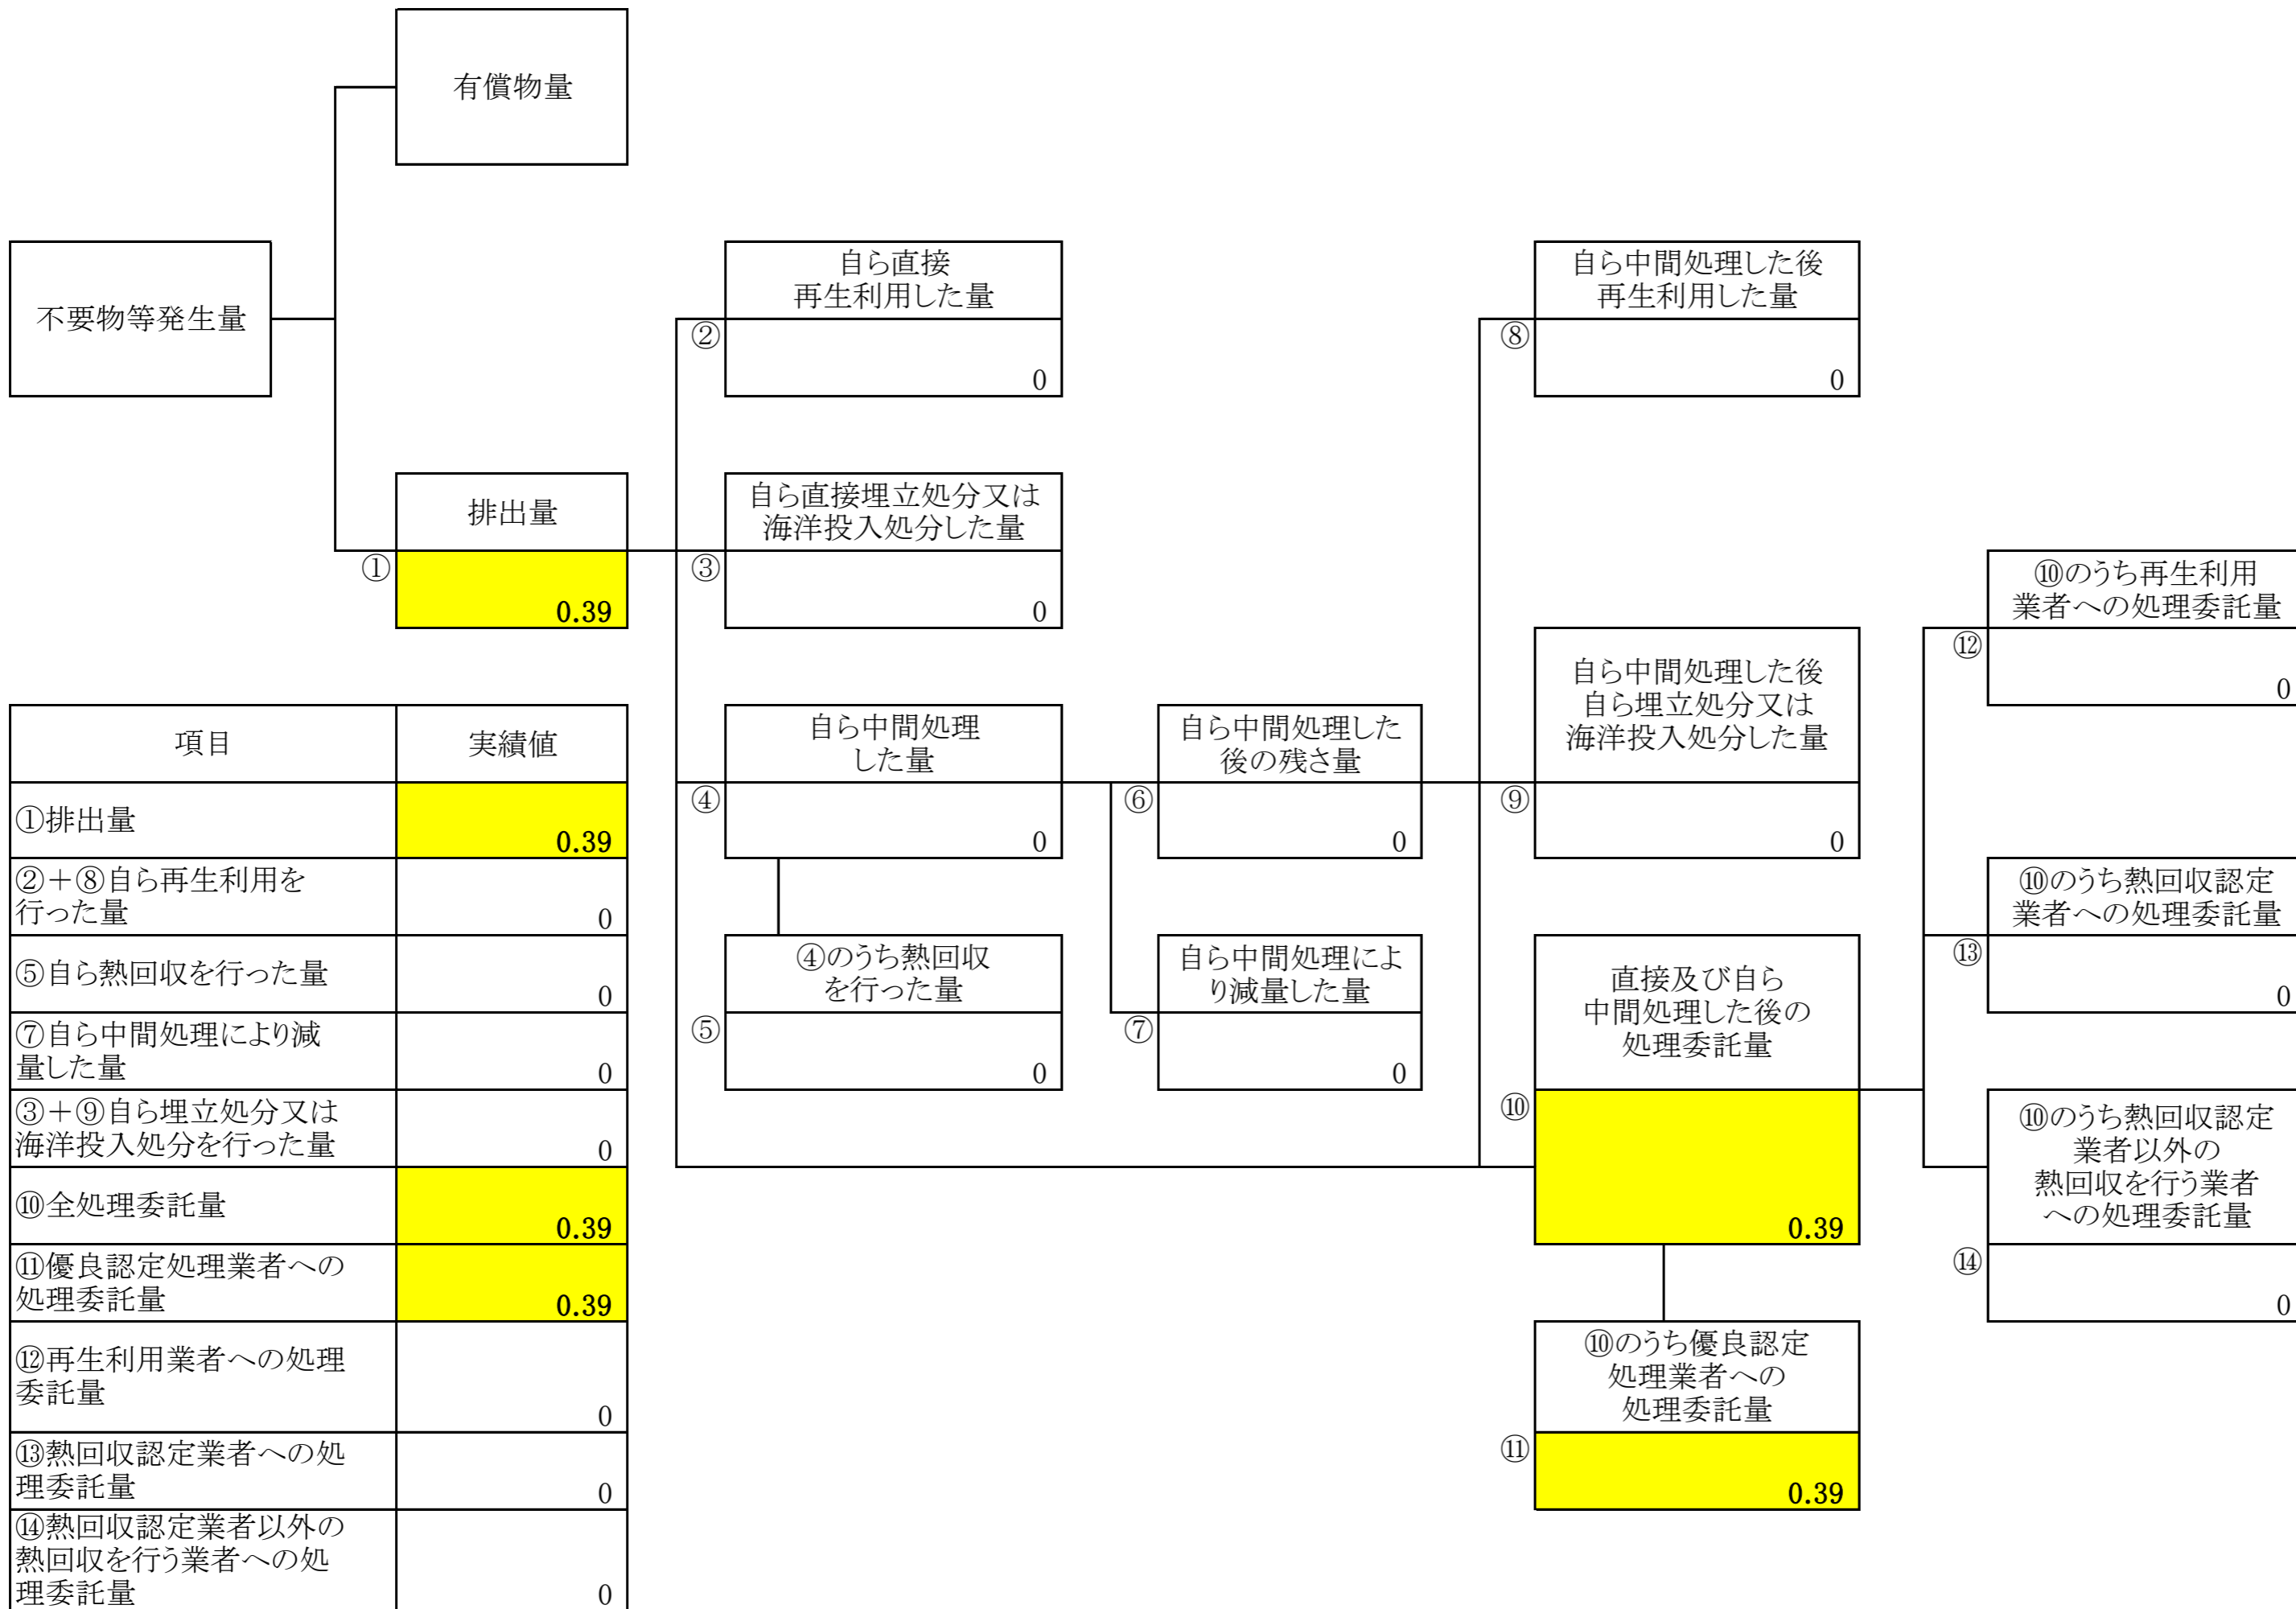 有償物量
不要物等発生量
自ら直接
再生利用した量
②
0
自ら中間処理した後
再生利用した量
⑧
0
排出量
①
0.39
自ら直接埋立処分又は
海洋投入処分した量
③
0
⑩のうち再生利用
業者への処理委託量
⑫
0
自ら中間処理した後
自ら埋立処分又は
海洋投入処分した量
⑨
0
自ら中間処理
した量
④
0
自ら中間処理した
後の残さ量
⑥
0
⑩のうち熱回収認定
業者への処理委託量
⑬
0
④のうち熱回収
を行った量
⑤
0
自ら中間処理によ
り減量した量
⑦
0
直接及び自ら
中間処理した後の
処理委託量
⑩
0.39
⑩のうち熱回収認定
業者以外の
熱回収を行う業者
への処理委託量
⑭
0
⑩のうち優良認定
処理業者への
処理委託量
⑪
0.39
項目 実績値
①排出量
0.39
②+⑧自ら再生利用を
行った量
0
⑤自ら熱回収を行った量
0
⑦自ら中間処理により減
量した量
0
③+⑨自ら埋立処分又は
海洋投入処分を行った量
0
⑩全処理委託量
0.39
⑪優良認定処理業者への
処理委託量
0.39
⑫再生利用業者への処理
委託量
0
⑬熱回収認定業者への処
理委託量
0
⑭熱回収認定業者以外の
熱回収を行う業者への処
理委託量
0